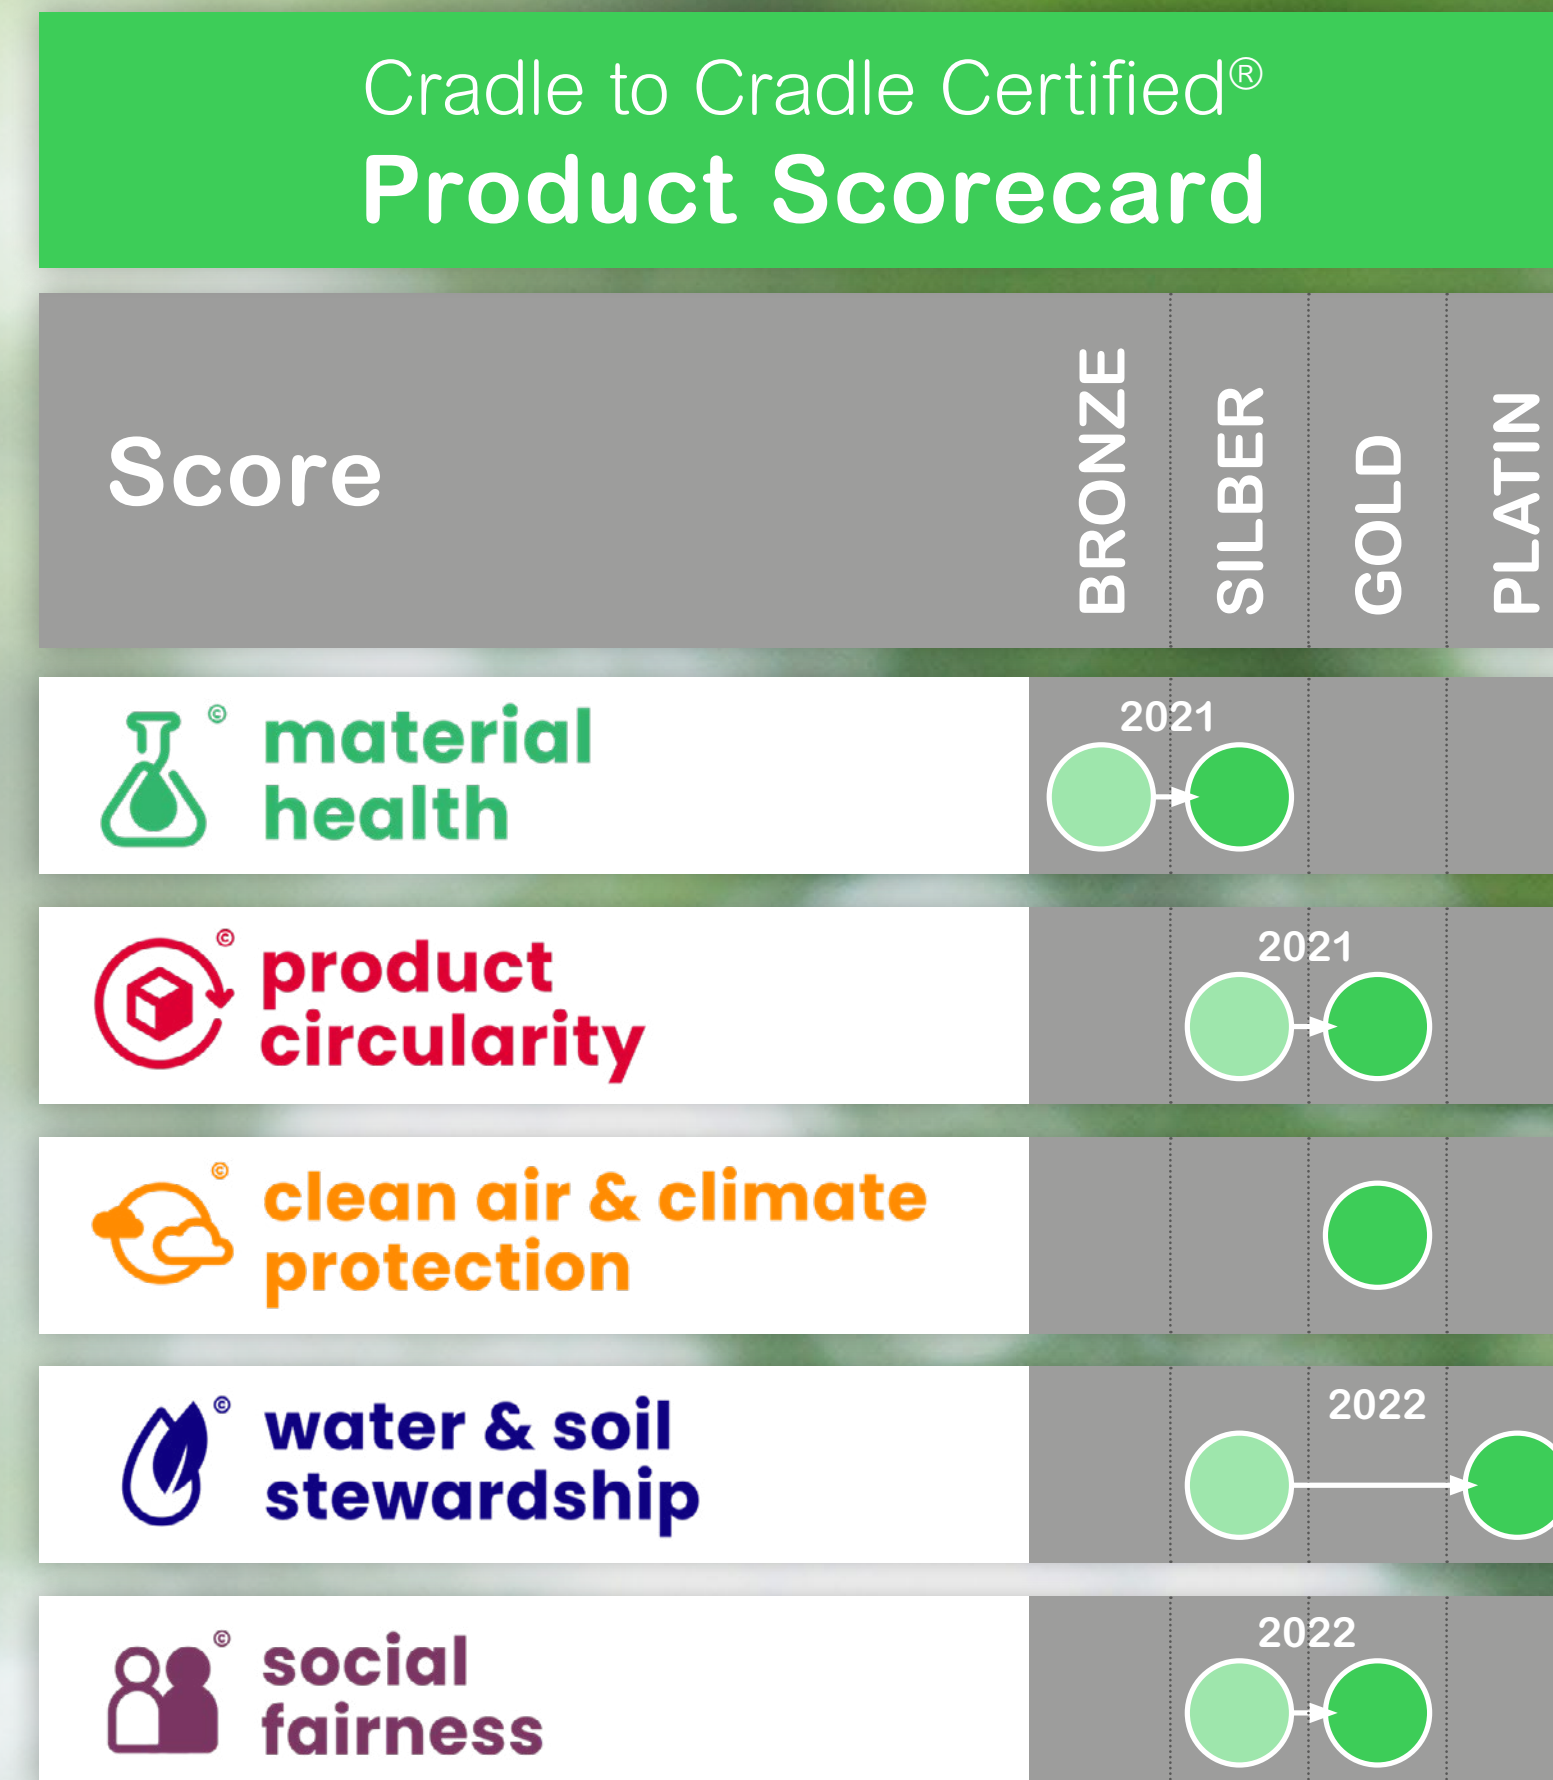 Cradle to Cradle Certified®
Product Scorecard
Score
BRONZE
SILBER
GOLD
PLATIN
©
material
health
2021
©
product
circularity
2021
©
clean air & climate
protection
©
water & soil
stewardship
2022
©
social
fairness
2022